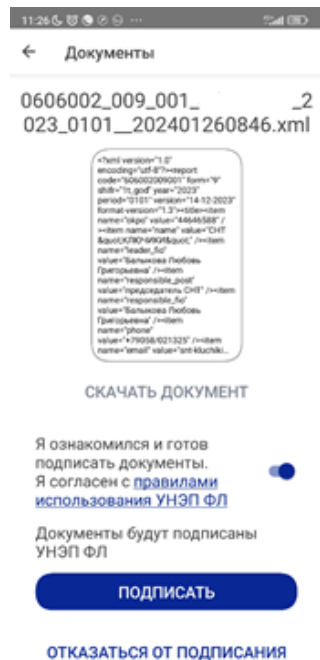 11:26
Документы
0606002_009_001_ _2
023_0101__202401260846.xml
<?xml version="1.0"
encoding="utf-8"?><report
code="606002009001" form="9"
shifr="1t_god" year="2023"
period="0101" version="14-12-2023"
format-version="1.3"><title><item
name="okpo" value="44646588" /
><item name="name" value="СНТ
&quot;КЛЮЧИКИ&quot;" /><item
name="leader_fio"
value="Балыкова Любовь
Григорьевна" /><item
name="responsible_post"
value="председатель СНТ" /><item
name="responsible_fio"
value="Балыкова Любовь
Григорьевна" /><item
name="phone"
value="+79058/021325" /><item
name="email" value="snt-kluchiki...
СКАЧАТЬ ДОКУМЕНТ
Я ознакомился и готов
подписать документы.
Я согласен с правилами
использования УНЭП ФЛ
Документы будут подписаны
УНЭП ФЛ
ПОДПИСАТЬ
ОТКАЗАТЬСЯ ОТ ПОДПИСАНИЯ